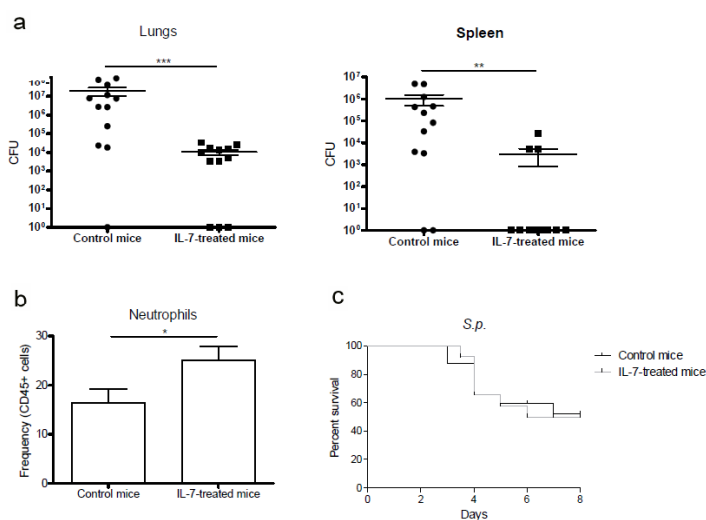 a
Lungs
***
CFU
10⁸
10⁷
10⁶
10⁵
10⁴
10³
10²
10¹
10⁰
Control mice IL-7-treated mice
Spleen
**
CFU
10⁷
10⁶
10⁵
10⁴
10³
10²
10¹
10⁰
Control mice IL-7-treated mice
b
Neutrophils
*
Frequency (CD45+ cells)
30
20
10
0
Control mice IL-7-treated mice
c
S.p.
Percent survival
100
80
60
40
20
0
0 2 4 6 8
Days
Control mice
IL-7-treated mice